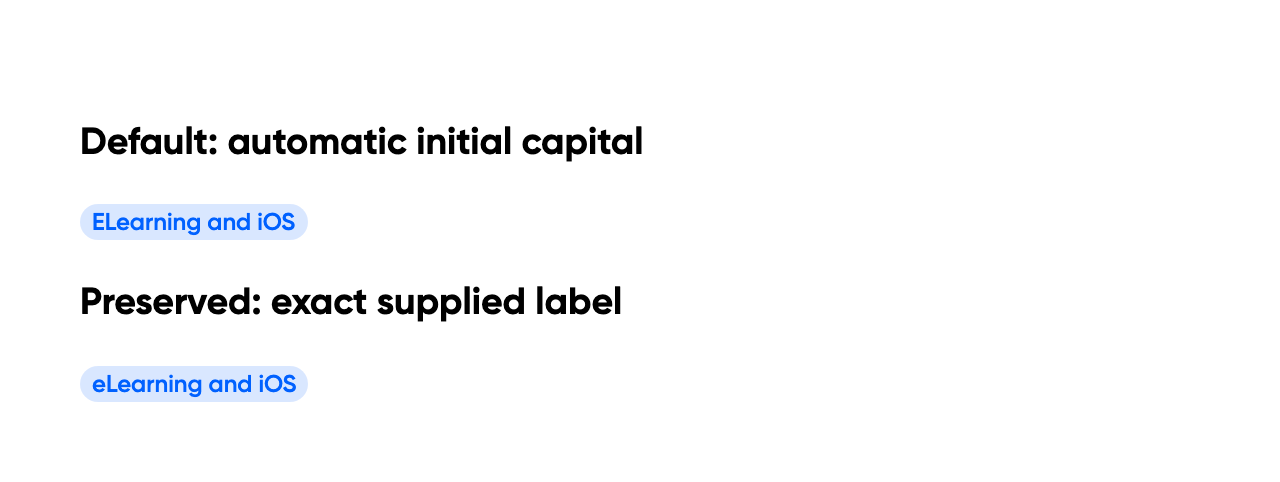 Default: automatic initial capital
ELearning and iOS
Preserved: exact supplied label
eLearning and iOS